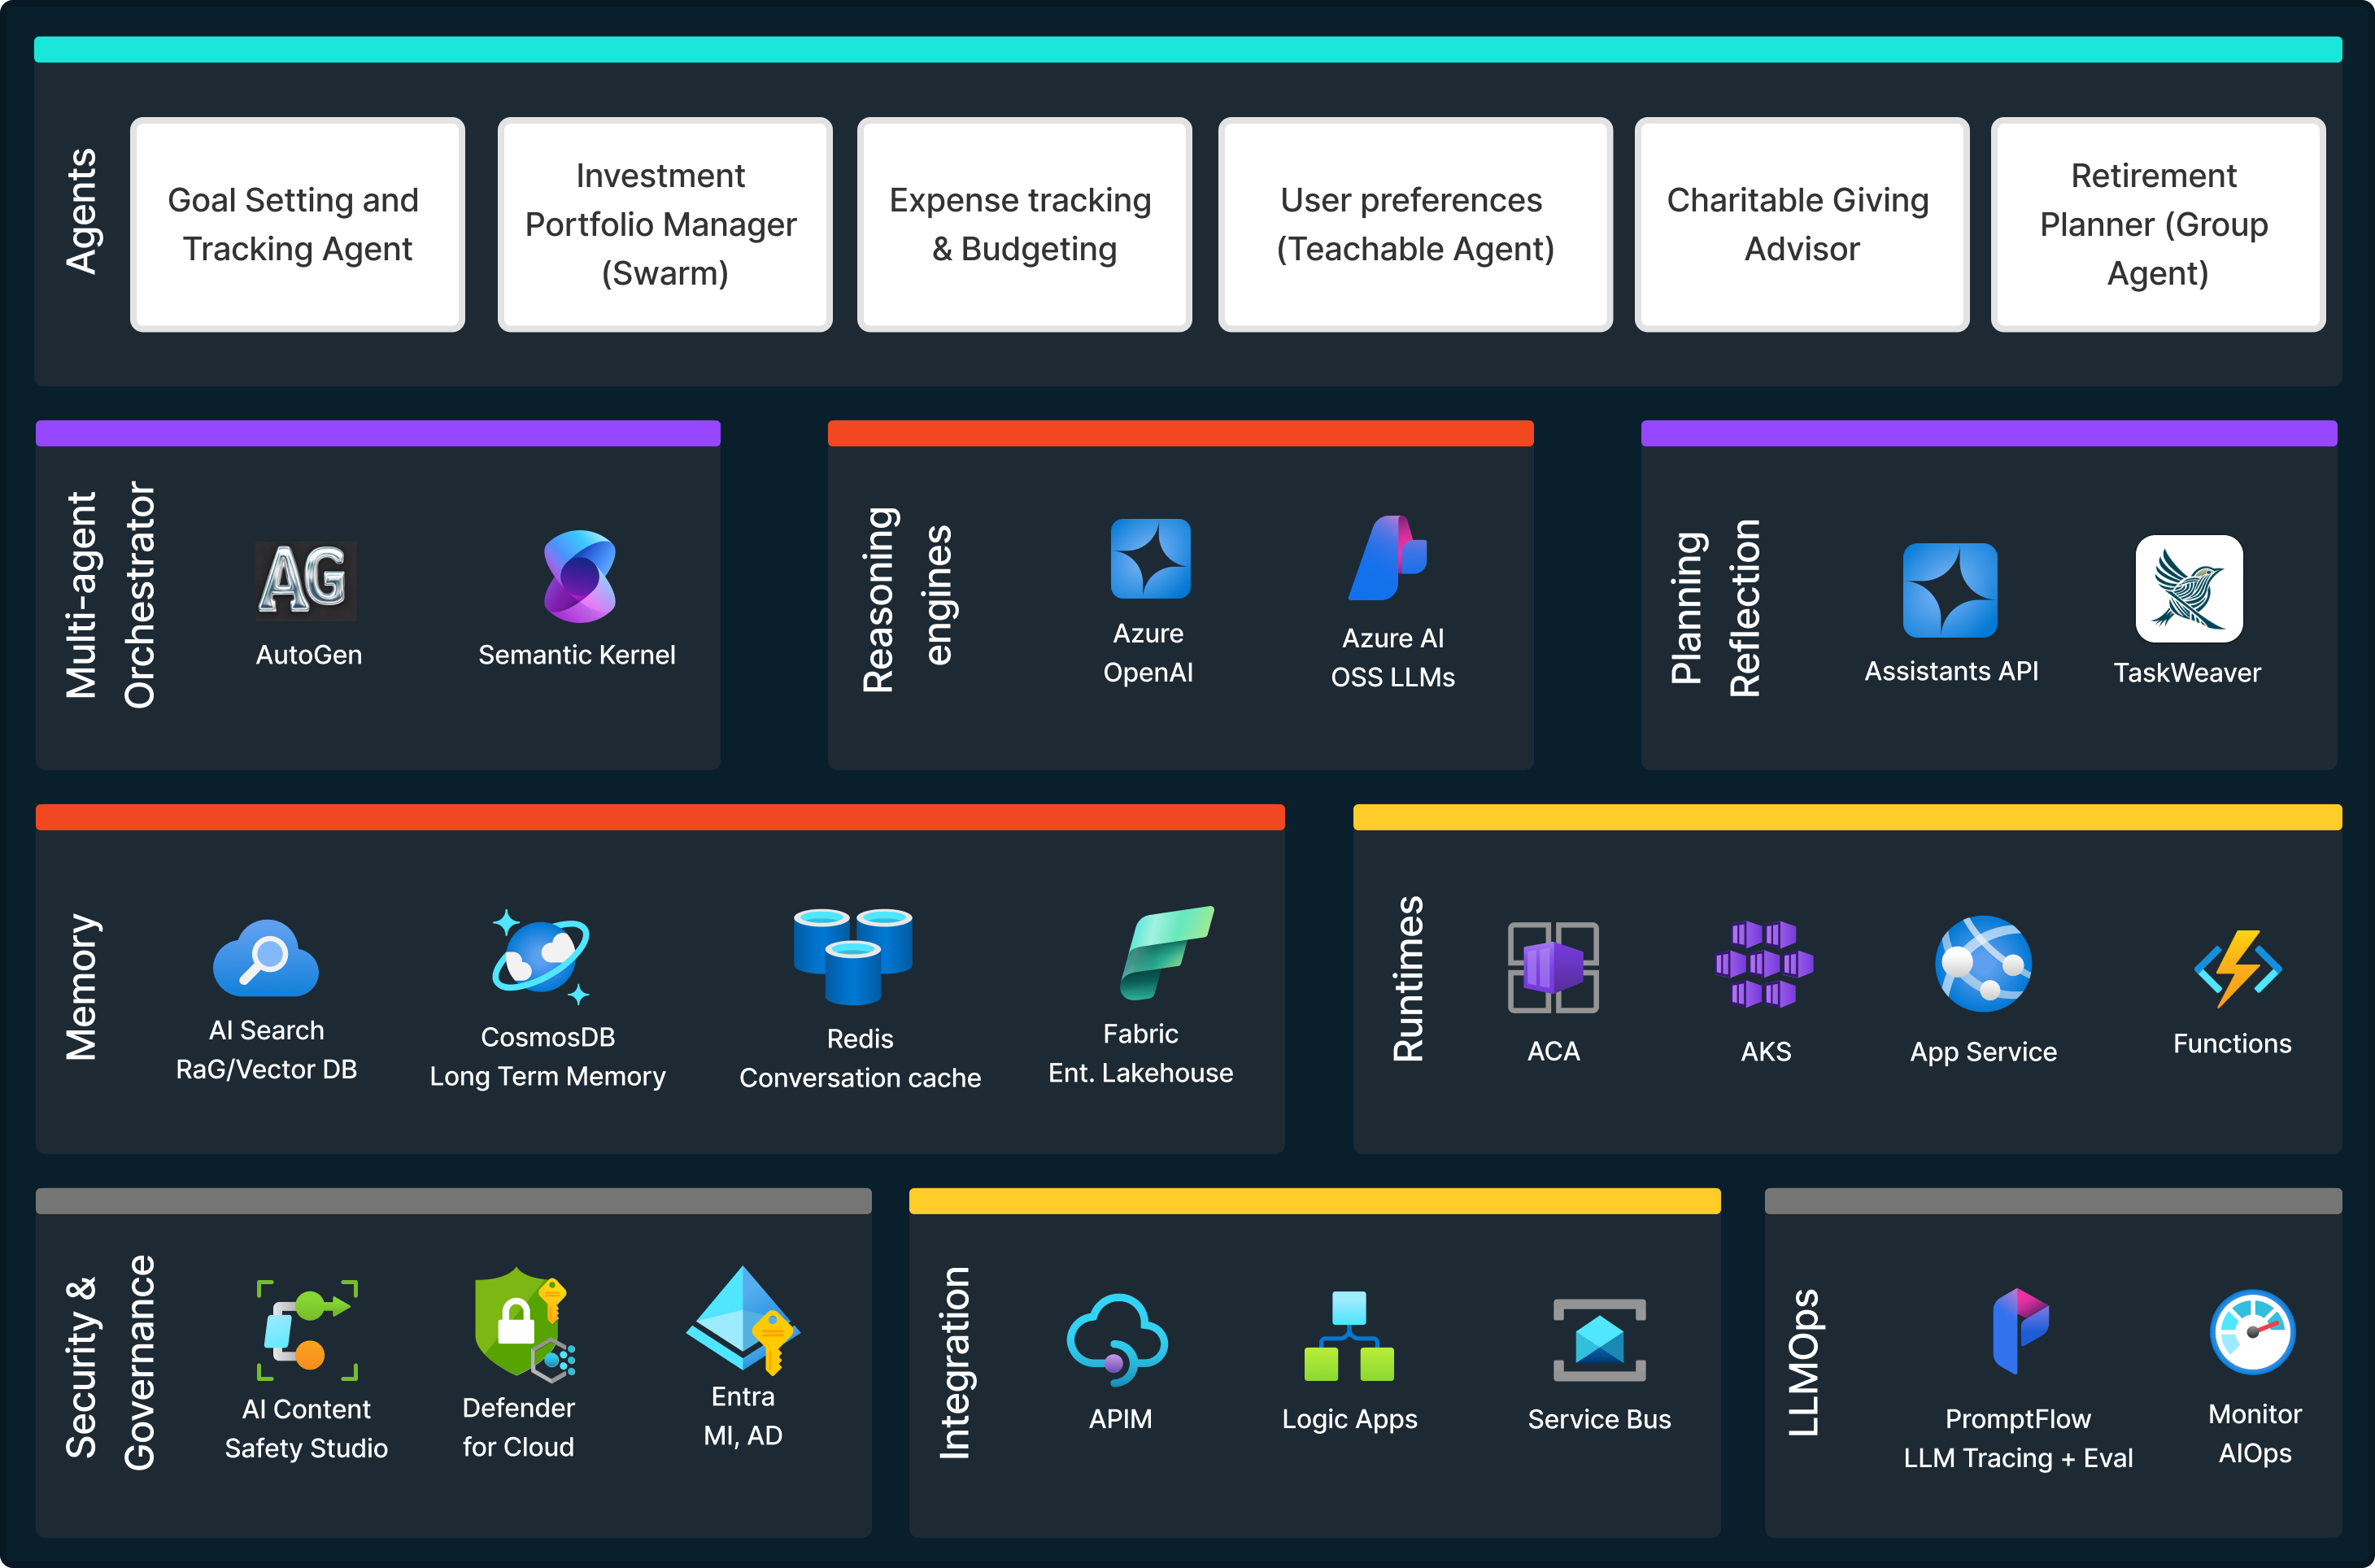 Agents
Goal Setting and
Tracking Agent
Investment
Portfolio Manager
(Swarm)
Expense tracking
& Budgeting
User preferences
(Teachable Agent)
Charitable Giving
Advisor
Retirement
Planner (Group
Agent)
Multi-agent
Orchestrator
AG
AutoGen
Semantic Kernel
Reasoning
engines
Azure
OpenAI
Azure AI
OSS LLMs
Planning
Reflection
Assistants API
TaskWeaver
Memory
AI Search
RaG/Vector DB
CosmosDB
Long Term Memory
Redis
Conversation cache
Fabric
Ent. Lakehouse
Runtimes
ACA
AKS
App Service
Functions
Security &
Governance
AI Content
Safety Studio
Defender
for Cloud
Entra
MI, AD
Integration
APIM
Logic Apps
Service Bus
LLMOps
PromptFlow
LLM Tracing + Eval
Monitor
AIOps